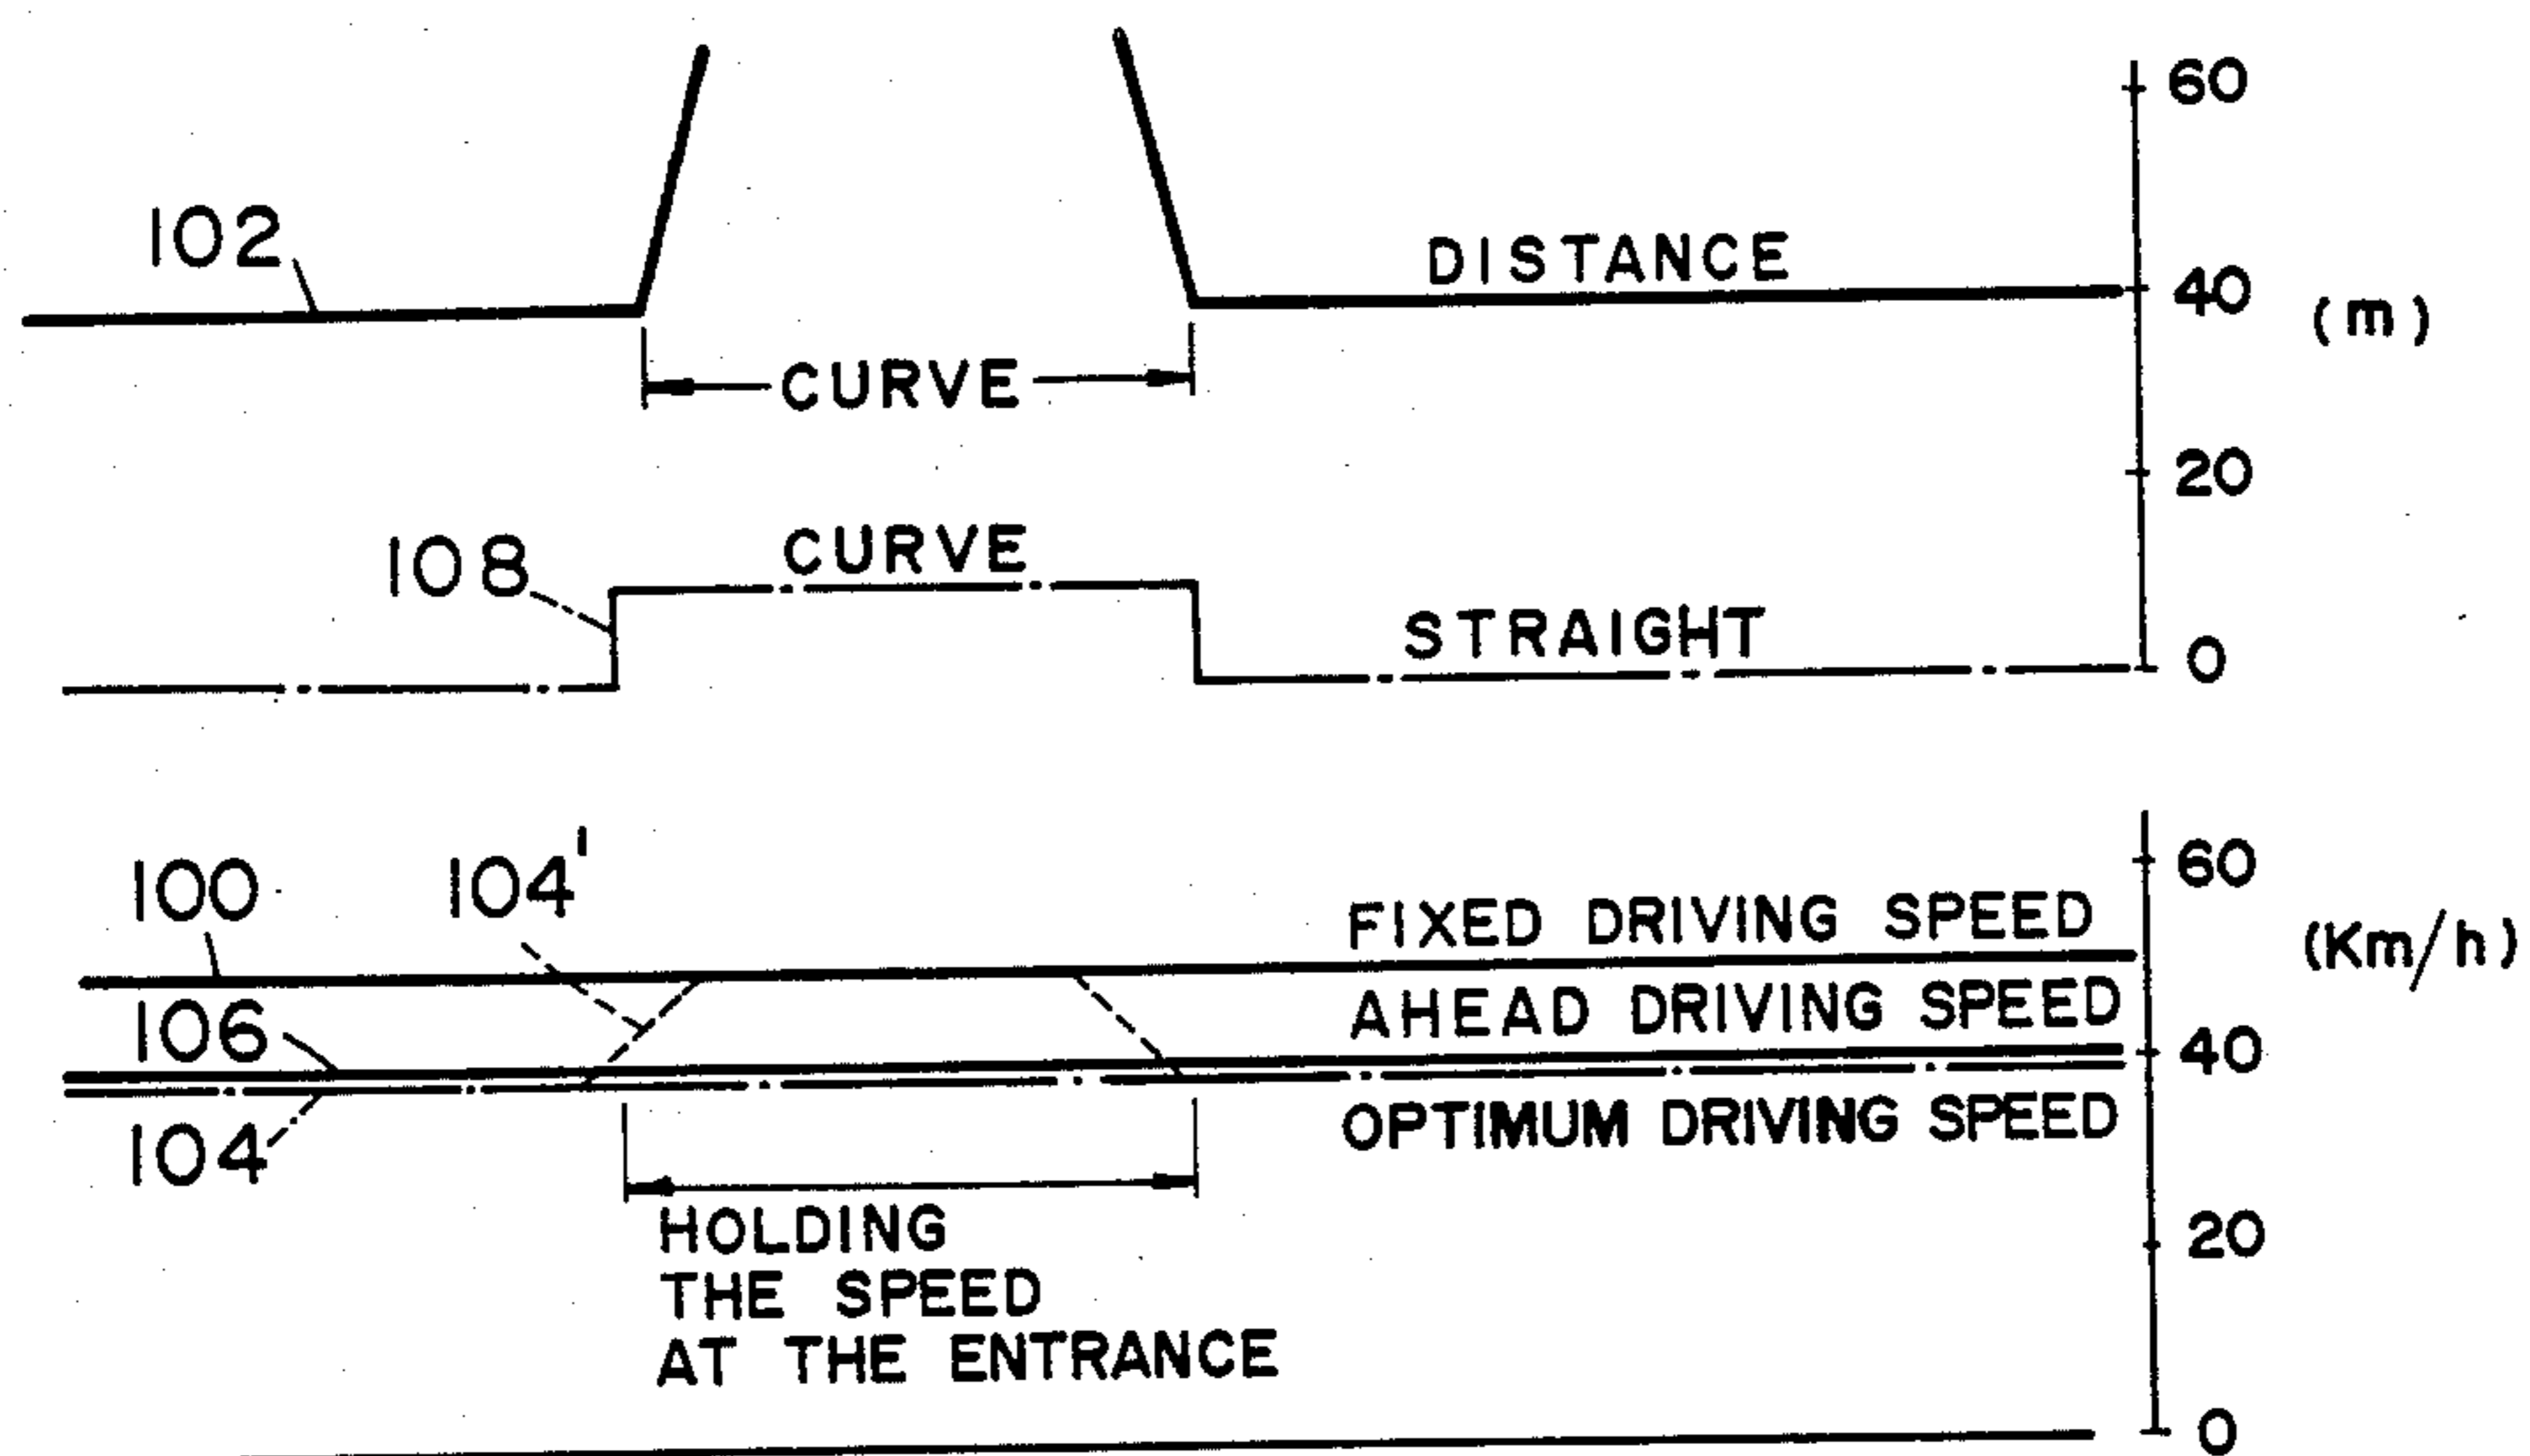 60
102
DISTANCE
40
(m)
CURVE
20
108
CURVE
STRAIGHT
0
100
104'
60
FIXED DRIVING SPEED
(Km/h)
106
AHEAD DRIVING SPEED
40
104
OPTIMUM DRIVING SPEED
HOLDING
THE SPEED
AT THE ENTRANCE
20
0